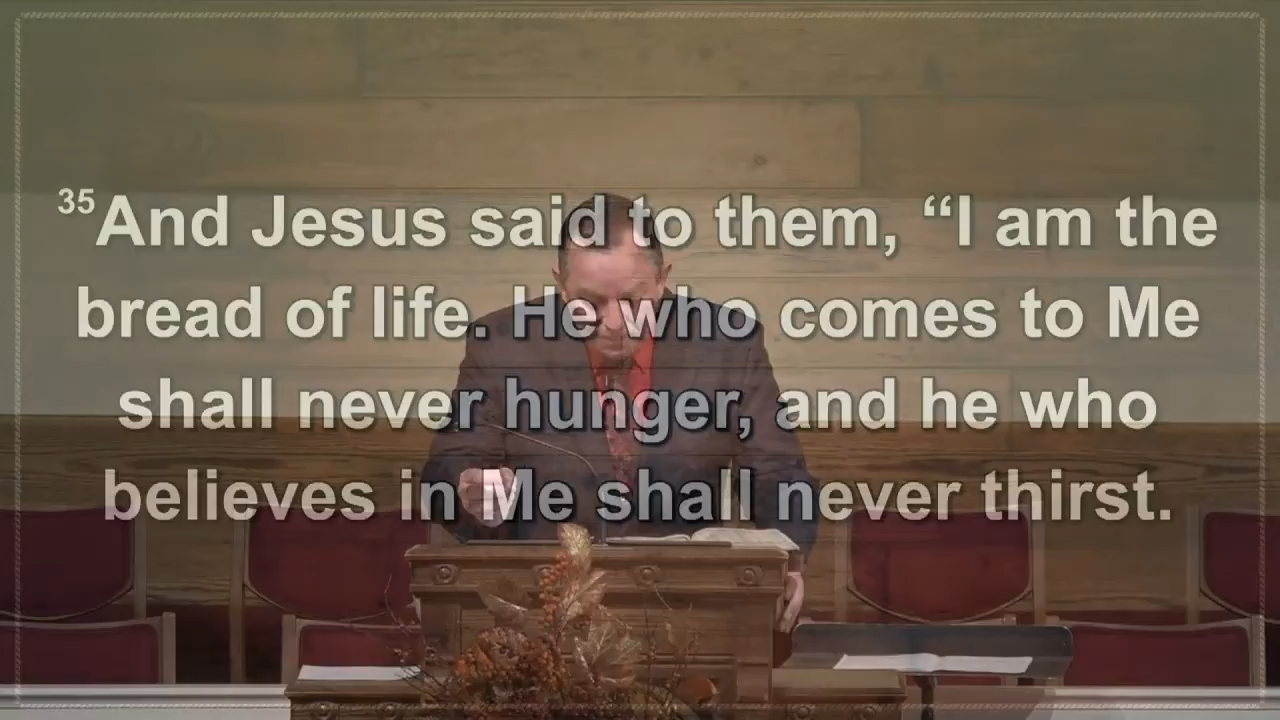 35And Jesus said to them, “I am the
bread of life. He who comes to Me
shall never hunger, and he who
believes in Me shall never thirst.